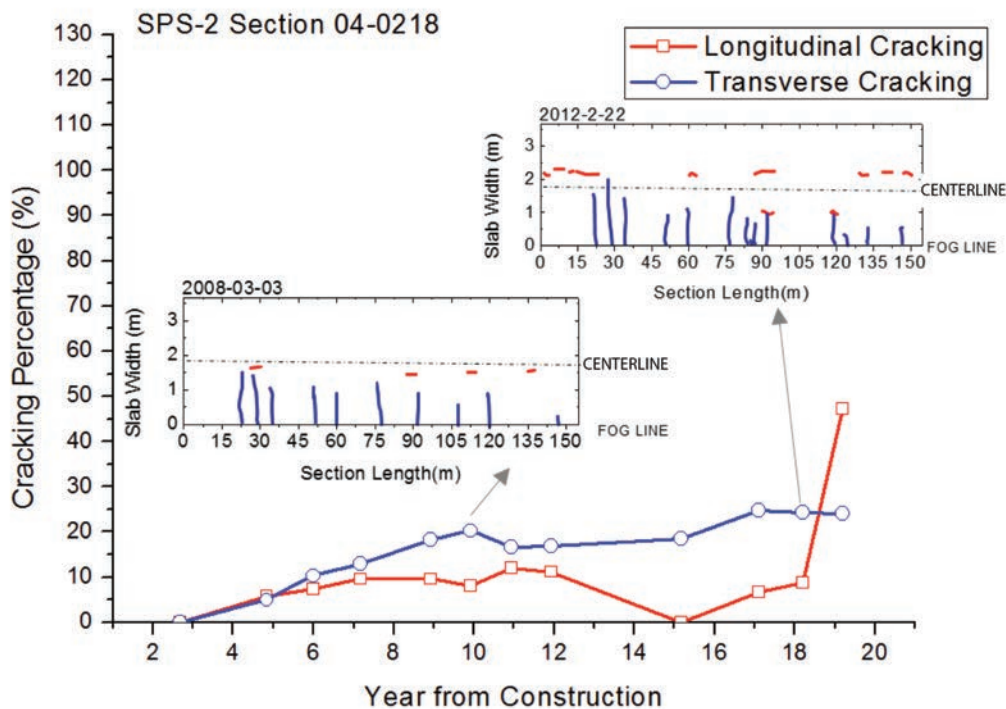 SPS-2 Section 04-0218
Longitudinal Cracking
Transverse Cracking
Cracking Percentage (%)
130
120
110
100
90
80
70
60
50
40
30
20
10
0
2012-2-22
Slab Width (m)
3
2
1
0
CENTERLINE
FOG LINE
0 15 30 45 60 75 90 105 120 135 150
Section Length(m)
2008-03-03
Slab Width (m)
3
2
1
0
CENTERLINE
FOG LINE
0 15 30 45 60 75 90 105 120 135 150
Section Length(m)
2 4 6 8 10 12 14 16 18 20
Year from Construction